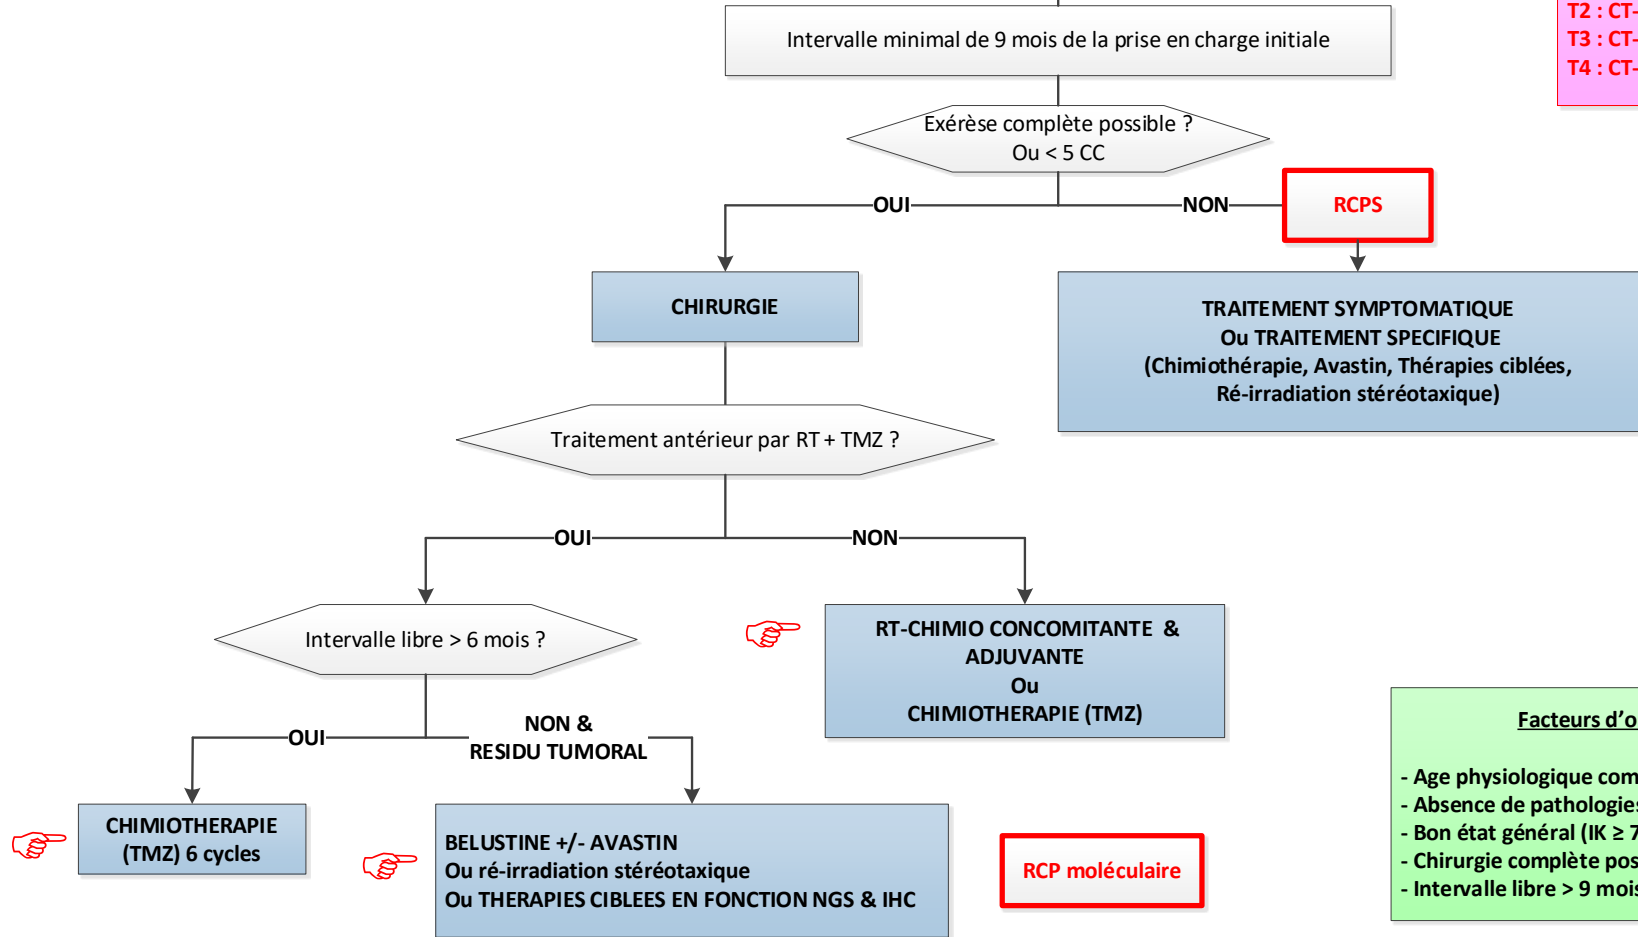 T2 : CT-
T3 : CT-
T4 : CT-
Intervalle minimal de 9 mois de la prise en charge initiale
Exérèse complète possible ?
Ou < 5 CC
OUI
NON
RCPS
CHIRURGIE
TRAITEMENT SYMPTOMATIQUE
Ou TRAITEMENT SPECIFIQUE
(Chimiothérapie, Avastin, Thérapies ciblées,
Ré-irradiation stéréotaxique)
Traitement antérieur par RT + TMZ ?
OUI
NON
Intervalle libre > 6 mois ?
RT-CHIMIO CONCOMITANTE &
ADJUVANTE
Ou
CHIMIOTHERAPIE (TMZ)
OUI
NON &
RESIDU TUMORAL
CHIMIOTHERAPIE
(TMZ) 6 cycles
BELUSTINE +/- AVASTIN
Ou ré-irradiation stéréotaxique
Ou THERAPIES CIBLEES EN FONCTION NGS & IHC
RCP moléculaire
Facteurs d'o
- Age physiologique com
- Absence de pathologies
- Bon état général (IK ≥ 7
- Chirurgie complète pos
- Intervalle libre > 9 mois